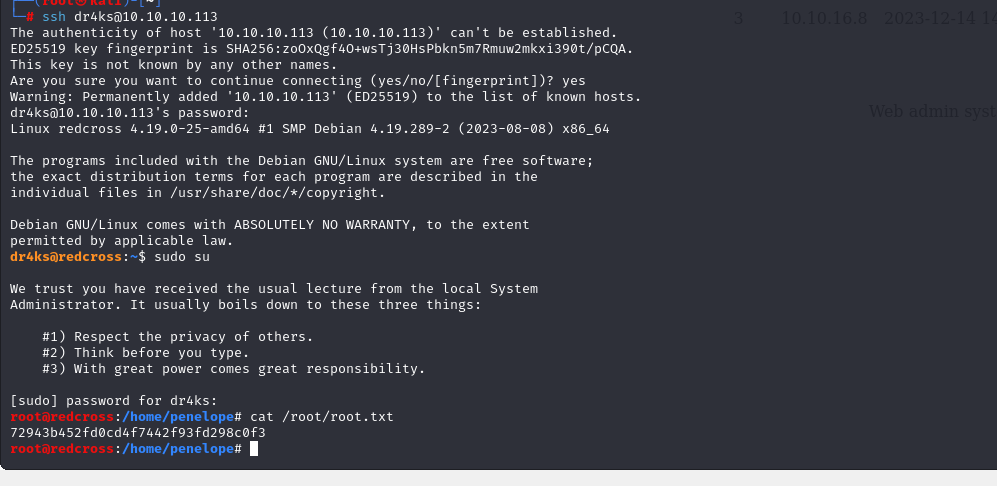 ┌──(root㉿kali)-[~]
└─# ssh dr4ks@10.10.10.113
3 10.10.16.8 2023-12-14 14
The authenticity of host '10.10.10.113 (10.10.10.113)' can't be established.
ED25519 key fingerprint is SHA256:zoOxQgf4O+wsTj30HsPbkn5m7Rmuw2mkxi390t/pCQA.
This key is not known by any other names.
Are you sure you want to continue connecting (yes/no/[fingerprint])? yes
Warning: Permanently added '10.10.10.113' (ED25519) to the list of known hosts.
dr4ks@10.10.10.113's password:
Web admin syst
Linux redcross 4.19.0-25-amd64 #1 SMP Debian 4.19.289-2 (2023-08-08) x86_64
The programs included with the Debian GNU/Linux system are free software;
the exact distribution terms for each program are described in the
individual files in /usr/share/doc/*/copyright.
Debian GNU/Linux comes with ABSOLUTELY NO WARRANTY, to the extent
permitted by applicable law.
dr4ks@redcross:~$ sudo su
We trust you have received the usual lecture from the local System
Administrator. It usually boils down to these three things:
#1) Respect the privacy of others.
#2) Think before you type.
#3) With great power comes great responsibility.
[sudo] password for dr4ks:
root@redcross:/home/penelope# cat /root/root.txt
72943b452fd0cd4f7442f93fd298c0f3
root@redcross:/home/penelope#